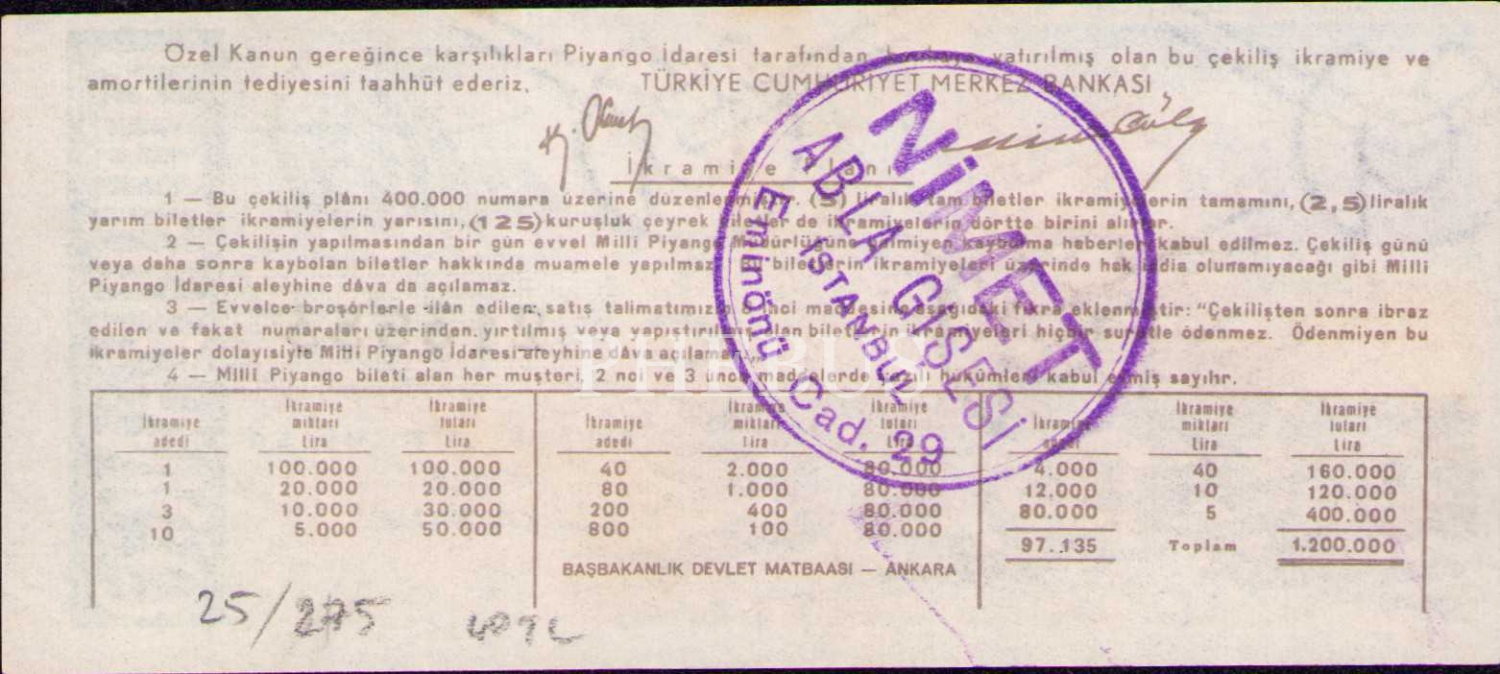 Özel Kanun gereğince karşılıkları Piyango İdaresi tarafından yatırılmış olan bu çekiliş ikramiye ve
amortilerinin tediyesini taahhüt ederiz.
TÜRKİYE CUMHURİYET MERKEZ BANKASI
İkramiye Planı
1 — Bu çekiliş plânı 400.000 numara üzerine düzenlenmiştir. (5) liralık tam biletler ikramiyelerin tamamını, (2,5) liralık
yarım biletler ikramiyelerin yarısını, (125) kuruşluk çeyrek biletler de ikramiyelerin dörtte birini alırlar.
2 — Çekilişin yapılmasından bir gün evvel Milli Piyango Müdürlüğüne kaybolma heberleri kabul edilmez. Çekiliş günü
veya daha sonra kaybolan biletler hakkında muamele yapılmaz. Bu biletlerin ikramiyeleri üzerinde hak iddia olunamıyacağı gibi Milli
Piyango İdaresi aleyhine dâva da açılamaz.
3 — Evvelce broşürlerle ilân edilen satış talimatımızın inci maddesine aşağıdaki fıkra eklenmiştir: "Çekilişten sonra ibraz
edilen ve fakat numaraları üzerinden yırtılmış veya yapıştırılmış olan biletlerin ikramiyeleri hiçbir suretle ödenmez. Ödenmiyen bu
ikramiyeler dolayısiyle Milli Piyango İdaresi aleyhine dâva açılamaz.,,
4 — Milli Piyango bileti alan her müşteri, 2 nci ve 3 üncü maddelerde yazılı hükümleri kabul etmiş sayılır.
İkramiye adedi İkramiye miktarı Lira İkramiye tutarı Lira İkramiye adedi İkramiye miktarı Lira İkramiye tutarı Lira İkramiye adedi İkramiye miktarı Lira İkramiye tutarı Lira
1 100.000 100.000 40 2.000 80.000 4.000 40 160.000
1 20.000 20.000 80 1.000 80.000 12.000 10 120.000
3 10.000 30.000 200 400 80.000 80.000 5 400.000
10 5.000 50.000 800 100 80.000
97.135 Toplam 1.200.000
BAŞBAKANLIK DEVLET MATBAASI — ANKARA
NİMET
ABLA GİŞESİ
İSTANBUL
Eminönü Cad. 29
25/275
PHEBUS